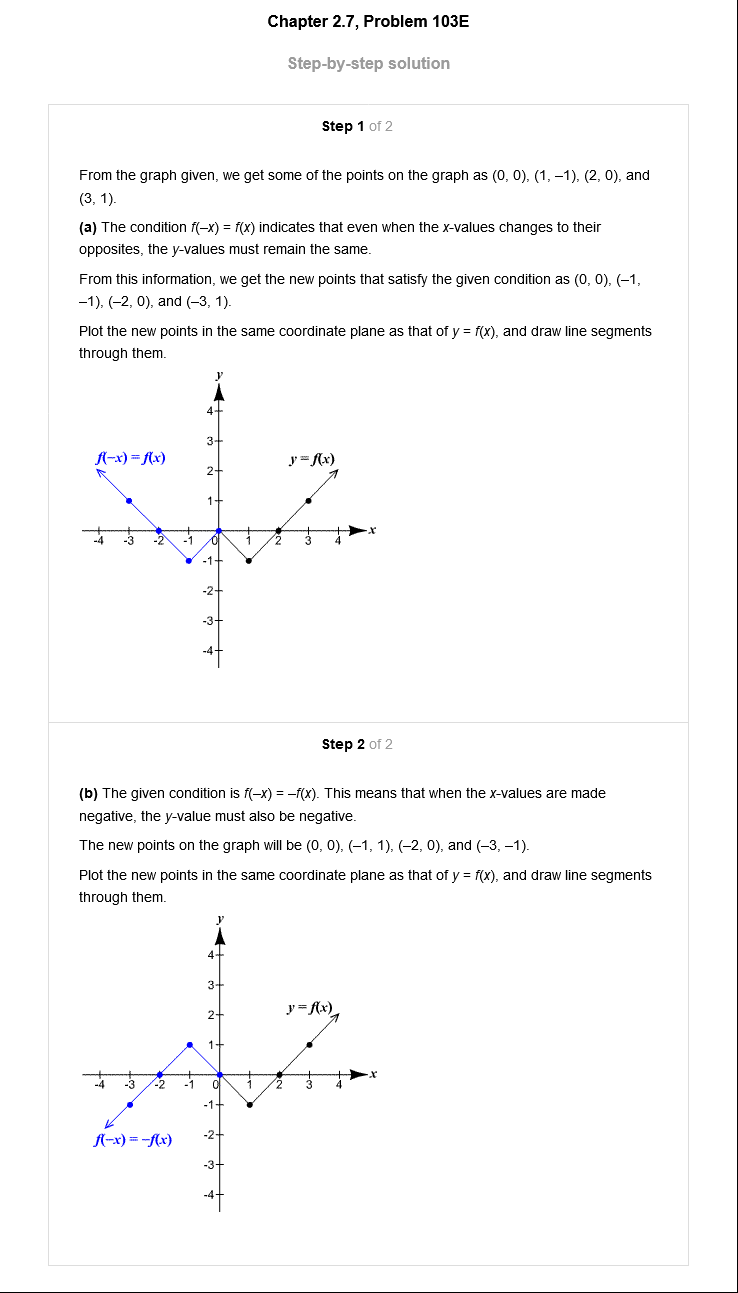 Chapter 2.7, Problem 103E
Step-by-step solution
Step 1 of 2
From the graph given, we get some of the points on the graph as (0, 0), (1, –1), (2, 0), and
(3, 1).
(a) The condition f(–x) = f(x) indicates that even when the x-values changes to their
opposites, the y-values must remain the same.
From this information, we get the new points that satisfy the given condition as (0, 0), (–1,
–1), (–2, 0), and (–3, 1).
Plot the new points in the same coordinate plane as that of y = f(x), and draw line segments
through them.
y
4
3
f(–x) = f(x)
y = f(x)
2
1
x
-4 -3 -2 -1 0 1 2 3 4
-1
-2
-3
-4
Step 2 of 2
(b) The given condition is f(–x) = –f(x). This means that when the x-values are made
negative, the y-value must also be negative.
The new points on the graph will be (0, 0), (–1, 1), (–2, 0), and (–3, –1).
Plot the new points in the same coordinate plane as that of y = f(x), and draw line segments
through them.
y
4
3
y = f(x)
2
1
x
-4 -3 -2 -1 0 1 2 3 4
-1
f(–x) = –f(x)
-2
-3
-4